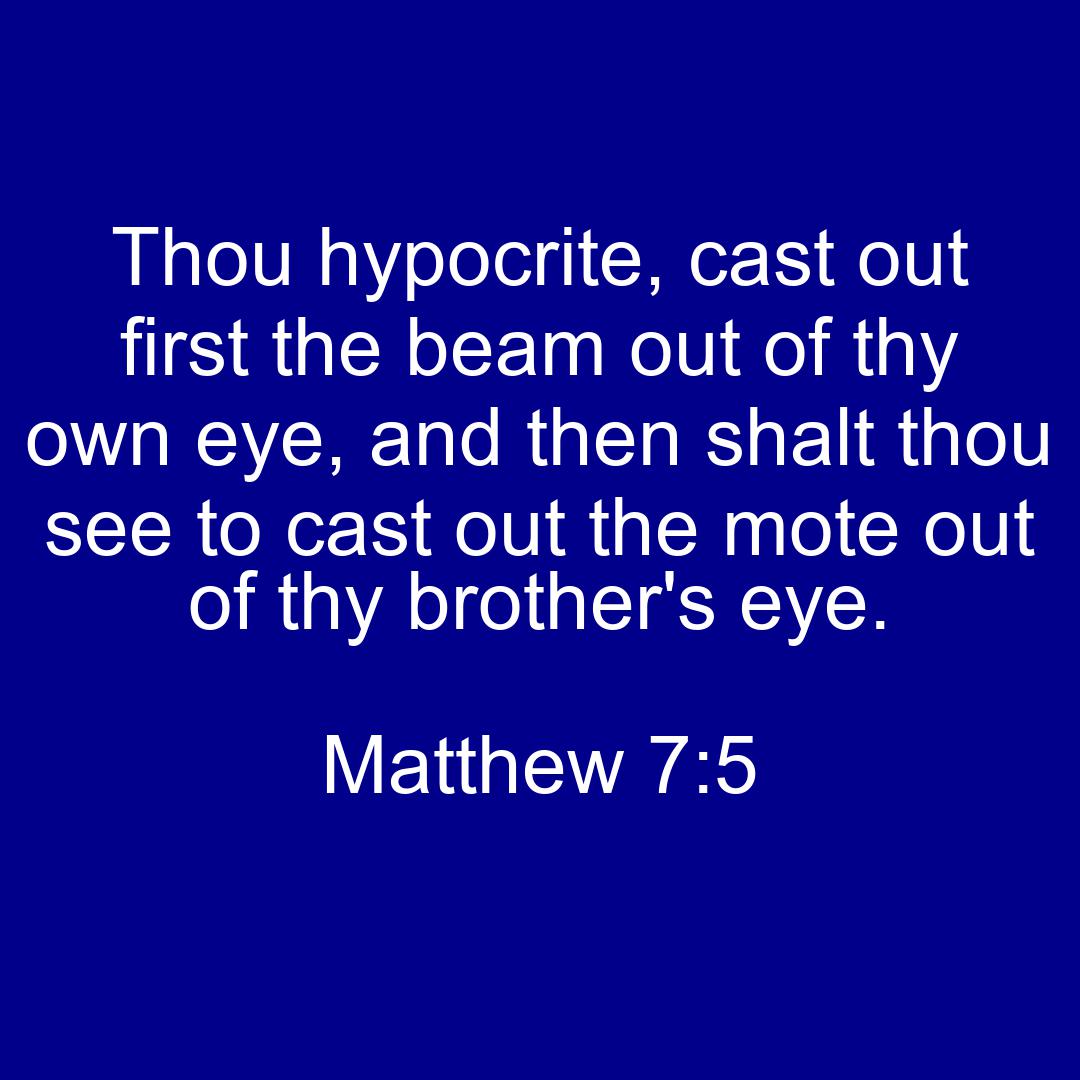 Thou hypocrite, cast out
first the beam out of thy
own eye, and then shalt thou
see to cast out the mote out
of thy brother's eye.
Matthew 7:5